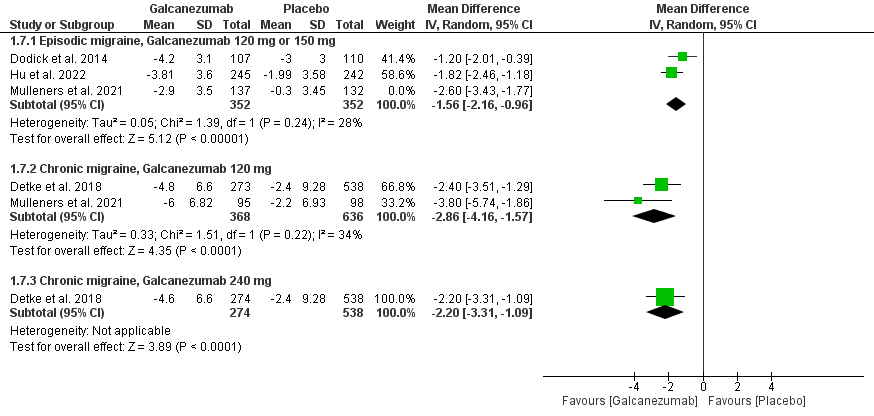 Galcanezumab Placebo Mean Difference Mean Difference
Study or Subgroup Mean SD Total Mean SD Total Weight IV, Random, 95% CI IV, Random, 95% CI
1.7.1 Episodic migraine, Galcanezumab 120 mg or 150 mg
Dodick et al. 2014 -4.2 3.1 107 -3 3 110 41.4% -1.20 [-2.01, -0.39]
Hu et al. 2022 -3.81 3.6 245 -1.99 3.58 242 58.6% -1.82 [-2.46, -1.18]
Mulleners et al. 2021 -2.9 3.5 137 -0.3 3.45 132 0.0% -2.60 [-3.43, -1.77]
Subtotal (95% CI) 352 352 100.0% -1.56 [-2.16, -0.96]
Heterogeneity: Tau² = 0.05; Chi² = 1.39, df = 1 (P = 0.24); I² = 28%
Test for overall effect: Z = 5.12 (P < 0.00001)
1.7.2 Chronic migraine, Galcanezumab 120 mg
Detke et al. 2018 -4.8 6.6 273 -2.4 9.28 538 66.8% -2.40 [-3.51, -1.29]
Mulleners et al. 2021 -6 6.82 95 -2.2 6.93 98 33.2% -3.80 [-5.74, -1.86]
Subtotal (95% CI) 368 636 100.0% -2.86 [-4.16, -1.57]
Heterogeneity: Tau² = 0.33; Chi² = 1.51, df = 1 (P = 0.22); I² = 34%
Test for overall effect: Z = 4.35 (P < 0.0001)
1.7.3 Chronic migraine, Galcanezumab 240 mg
Detke et al. 2018 -4.6 6.6 274 -2.4 9.28 538 100.0% -2.20 [-3.31, -1.09]
Subtotal (95% CI) 274 538 100.0% -2.20 [-3.31, -1.09]
Heterogeneity: Not applicable
Test for overall effect: Z = 3.89 (P < 0.0001)
-4 -2 0 2 4
Favours [Galcanezumab] Favours [Placebo]